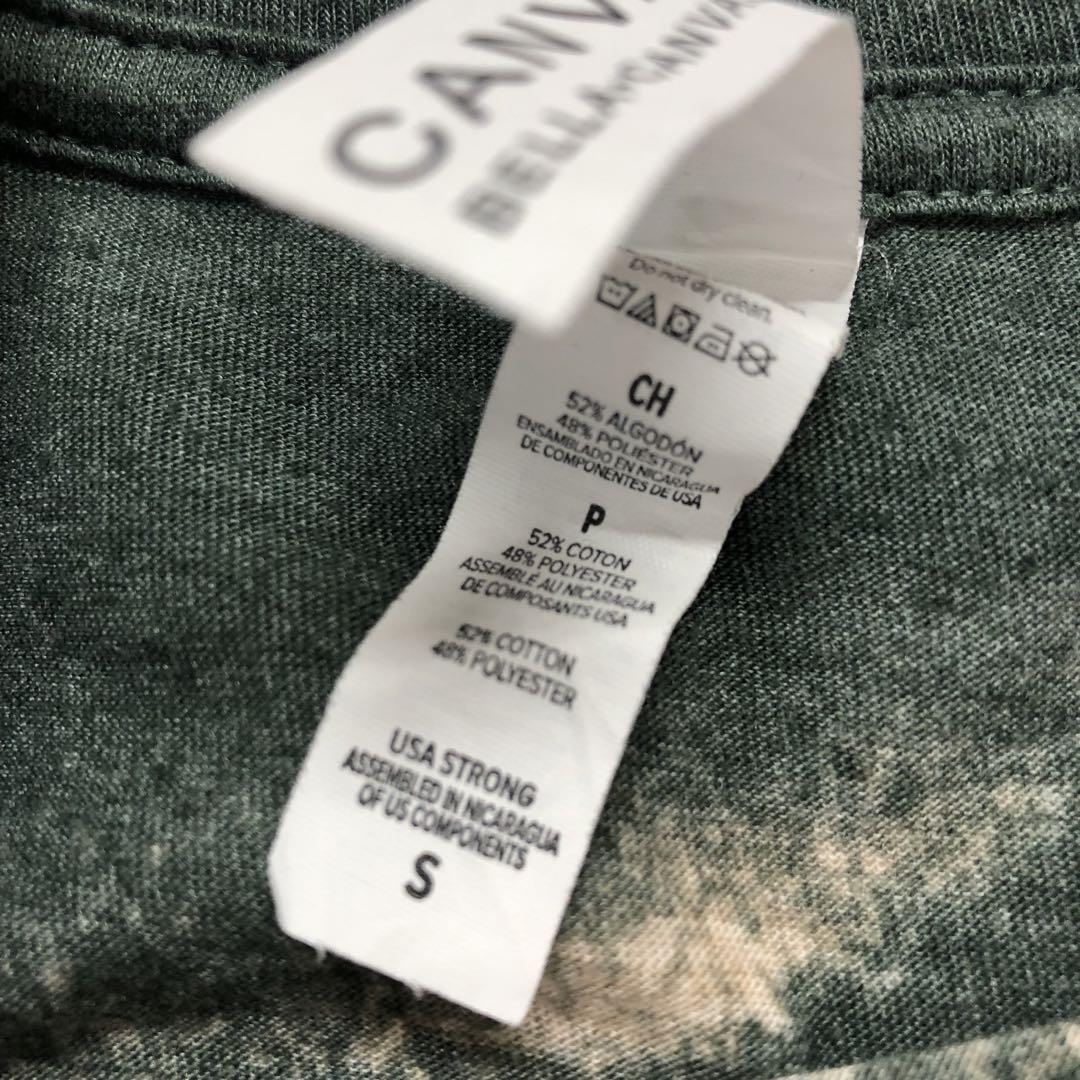 CANV
BELLA+CANVA
Do not dry clean.
CH
52% ALGODÓN
48% POLIÉSTER
ENSAMBLADO EN NICARAGUA
DE COMPONENTES DE USA
P
52% COTON
48% POLYESTER
ASSEMBLÉ AU NICARAGUA
DE COMPOSANTS USA
52% COTTON
48% POLYESTER
USA STRONG
ASSEMBLED IN NICARAGUA
OF US COMPONENTS
S